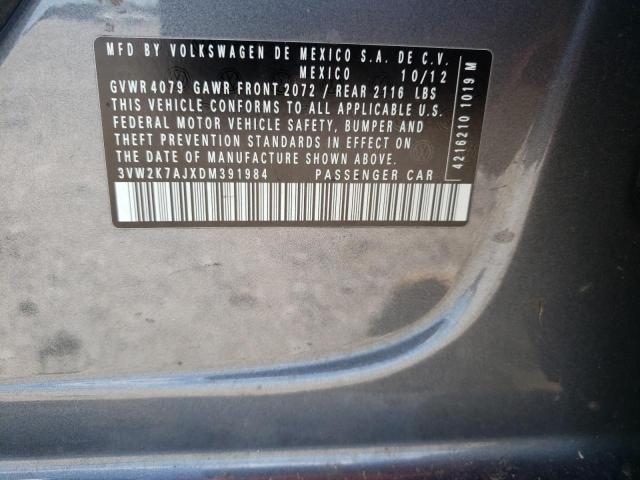 MFD BY VOLKSWAGEN DE MEXICO S.A. DE C.V.
MEXICO 10/12
GVWR 4079 GAWR FRONT 2072 / REAR 2116 LBS
THIS VEHICLE CONFORMS TO ALL APPLICABLE U.S.
FEDERAL MOTOR VEHICLE SAFETY, BUMPER AND
THEFT PREVENTION STANDARDS IN EFFECT ON
THE DATE OF MANUFACTURE SHOWN ABOVE.
3VW2K7AJXDM391984 PASSENGER CAR
4216210 1019 M